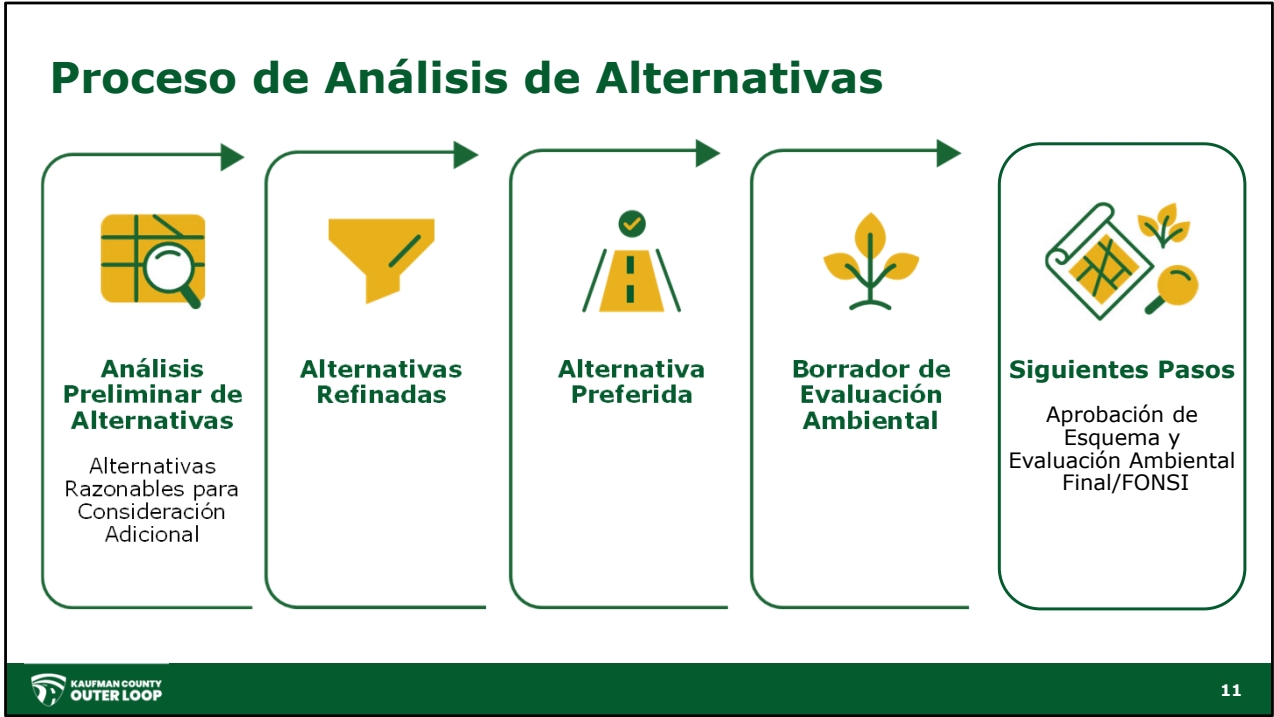 Proceso de Análisis de Alternativas
Análisis
Preliminar de
Alternativas
Alternativas
Razonables para
Consideración
Adicional
Alternativas
Refinadas
Alternativa
Preferida
Borrador de
Evaluación
Ambiental
Siguientes Pasos
Aprobación de
Esquema y
Evaluación Ambiental
Final/FONSI
KAUFMAN COUNTY
OUTER LOOP
11